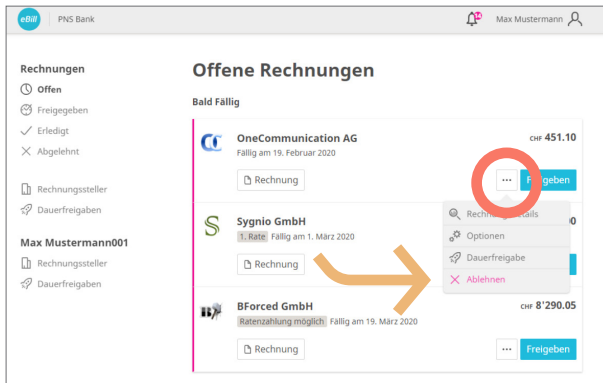 eBill PNS Bank 14 Max Mustermann
Rechnungen
Offen
Freigegeben
Erledigt
Abgelehnt
Rechnungssteller
Dauerfreigaben
Max Mustermann001
Rechnungssteller
Dauerfreigaben
Offene Rechnungen
Bald Fällig
OneCommunication AG CHF 451.10
Fällig am 19. Februar 2020
Rechnung ... Freigeben
Rechnungsdetails
Optionen
Dauerfreigabe
Ablehnen
Sygnio GmbH
1. Rate Fällig am 1. März 2020
Rechnung
BForced GmbH CHF 8'290.05
Ratenzahlung möglich Fällig am 19. März 2020
Rechnung ... Freigeben